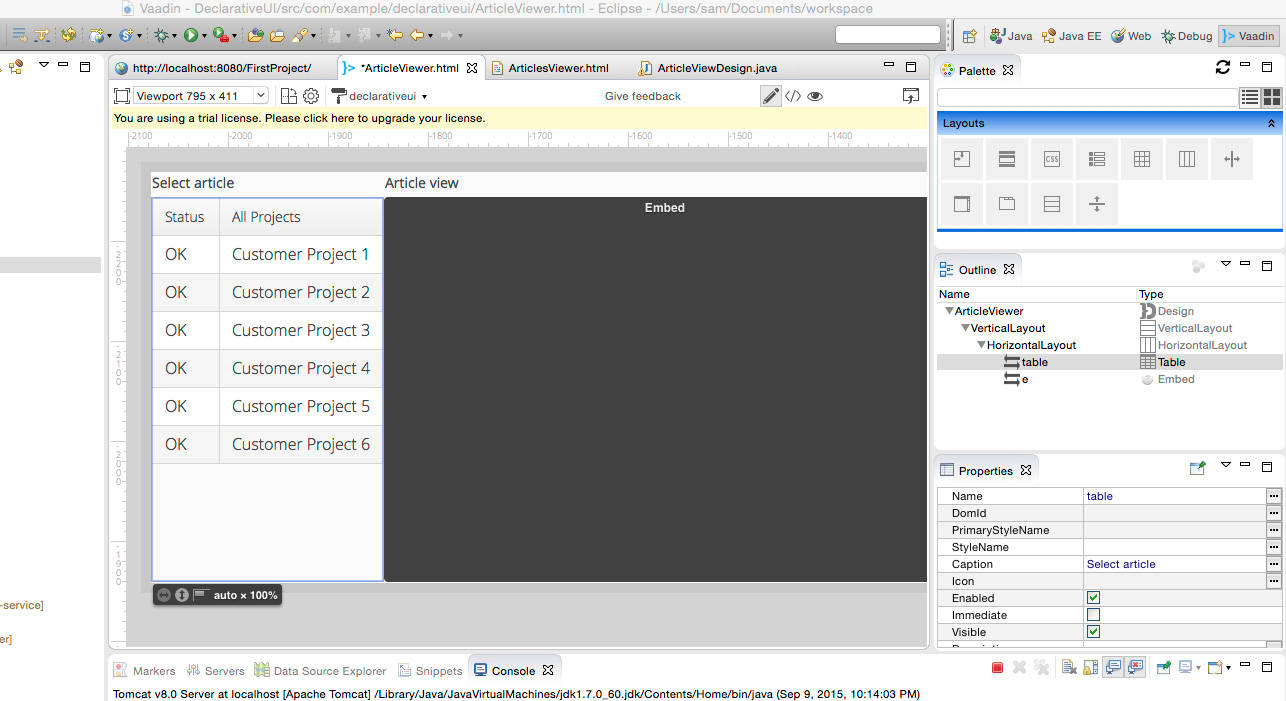 Vaadin - DeclarativeUI/src/com/example/declarativeui/ArticleViewer.html - Eclipse - /Users/sam/Documents/workspace
Java
Java EE
Web
Debug
Vaadin
http://localhost:8080/FirstProject/
*ArticleViewer.html
ArticlesViewer.html
ArticleViewDesign.java
Viewport 795 x 411
declarativeui
Give feedback
You are using a trial license. Please click here to upgrade your license.
-2100
-2000
-1900
-1800
-1700
-1600
-1500
-1400
-2200
-2100
-2000
-1900
Select article
Article view
Status
All Projects
Embed
OK
Customer Project 1
OK
Customer Project 2
OK
Customer Project 3
OK
Customer Project 4
OK
Customer Project 5
OK
Customer Project 6
auto × 100%
Palette
Layouts
CSS
Outline
Name
Type
ArticleViewer
Design
VerticalLayout
VerticalLayout
HorizontalLayout
HorizontalLayout
table
Table
e
Embed
Properties
Name
table
DomId
PrimaryStyleName
StyleName
Caption
Select article
Icon
Enabled
Immediate
Visible
-service]
er]
Markers
Servers
Data Source Explorer
Snippets
Console
Tomcat v8.0 Server at localhost [Apache Tomcat] /Library/Java/JavaVirtualMachines/jdk1.7.0_60.jdk/Contents/Home/bin/java (Sep 9, 2015, 10:14:03 PM)